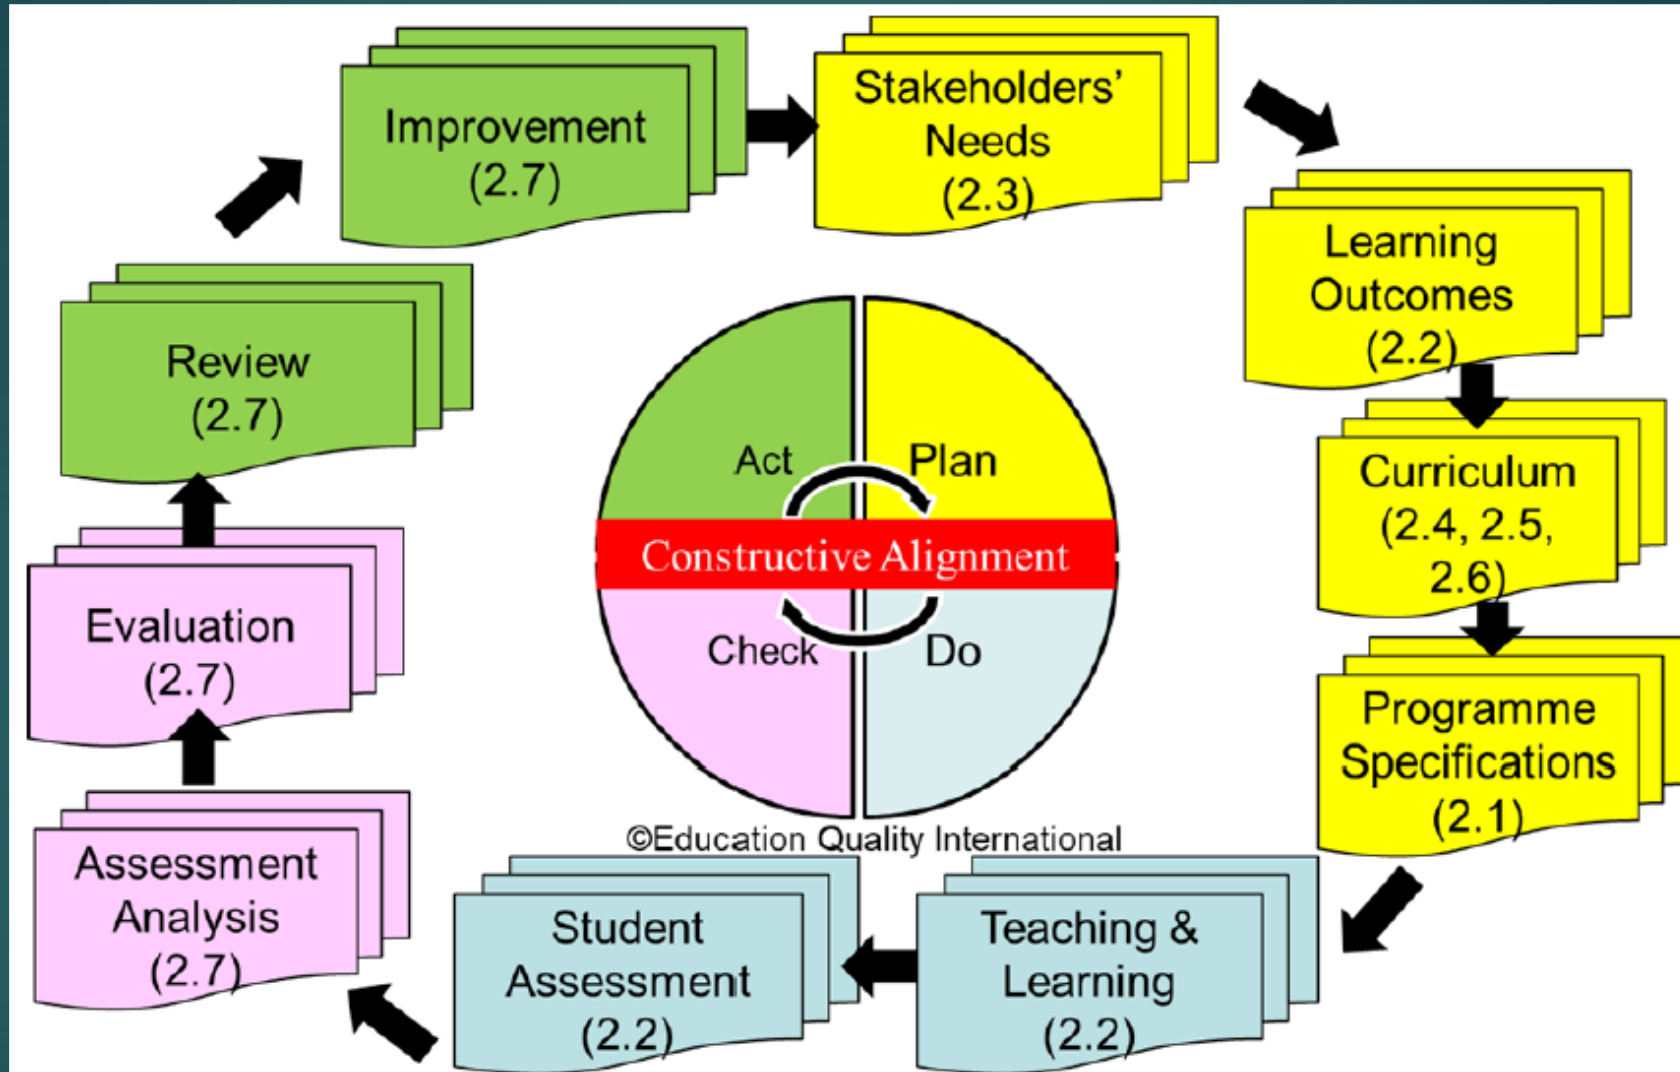 Improvement
(2.7)
Stakeholders’
Needs
(2.3)
Learning
Outcomes
(2.2)
Curriculum
(2.4, 2.5,
2.6)
Programme
Specifications
(2.1)
Teaching &
Learning
(2.2)
Student
Assessment
(2.2)
Assessment
Analysis
(2.7)
Evaluation
(2.7)
Review
(2.7)
Act
Plan
Constructive Alignment
Check
Do
©Education Quality International